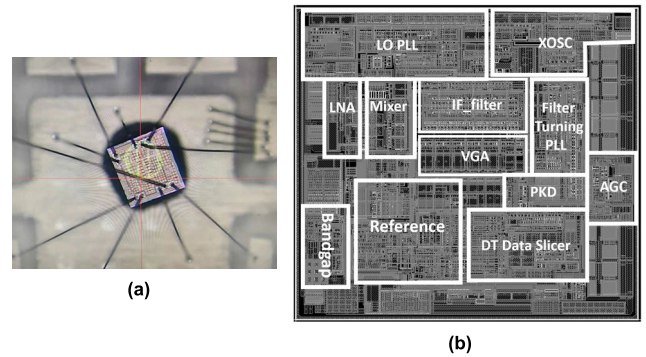 LO PLL
XOSC
LNA
Mixer
IF_filter
Filter
Turning
PLL
VGA
PKD
AGC
Bandgap
Reference
DT Data Slicer
(a)
(b)